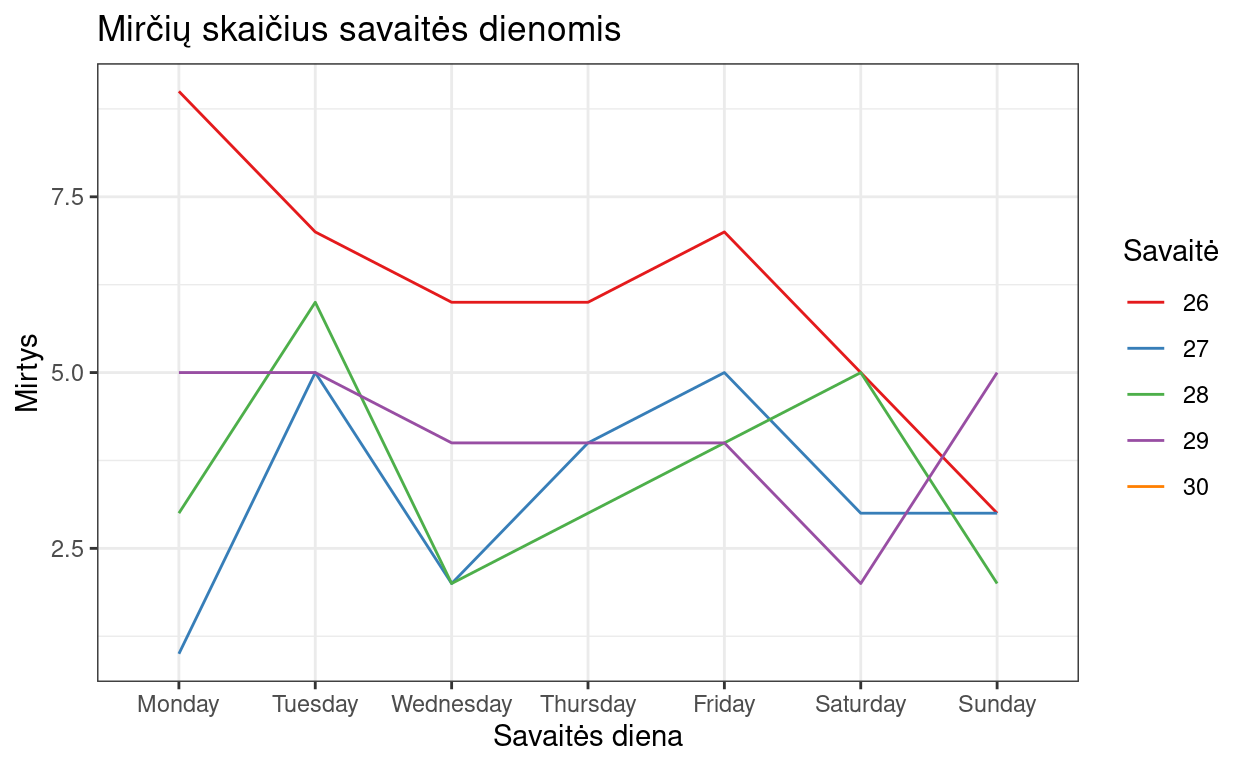 Mirčių skaičius savaitės dienomis
Mirtys
7.5
5.0
2.5
Monday Tuesday Wednesday Thursday Friday Saturday Sunday
Savaitės diena
Savaitė
26
27
28
29
30